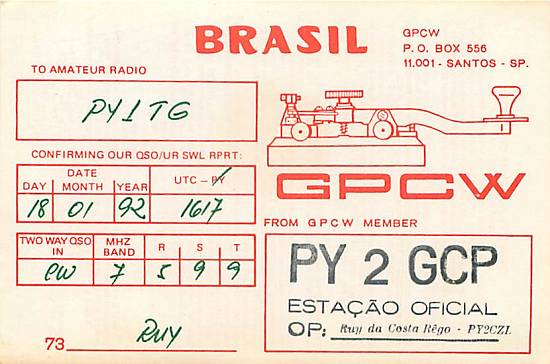 BRASIL
GPCW
P. O. BOX 556
11.001 - SANTOS - SP.
TO AMATEUR RADIO
PY1TG
CONFIRMING OUR QSO/UR SWL RPRT:
DATE
DAY MONTH YEAR UTC – PY
18 01 92 1617
GPCW
FROM GPCW MEMBER
TWO WAY QSO IN MHZ BAND R S T
CW 7 5 9 9
PY 2 GCP
ESTAÇÃO OFICIAL
OP: Ruy da Costa Rêgo - PY2CZL
73 RUY